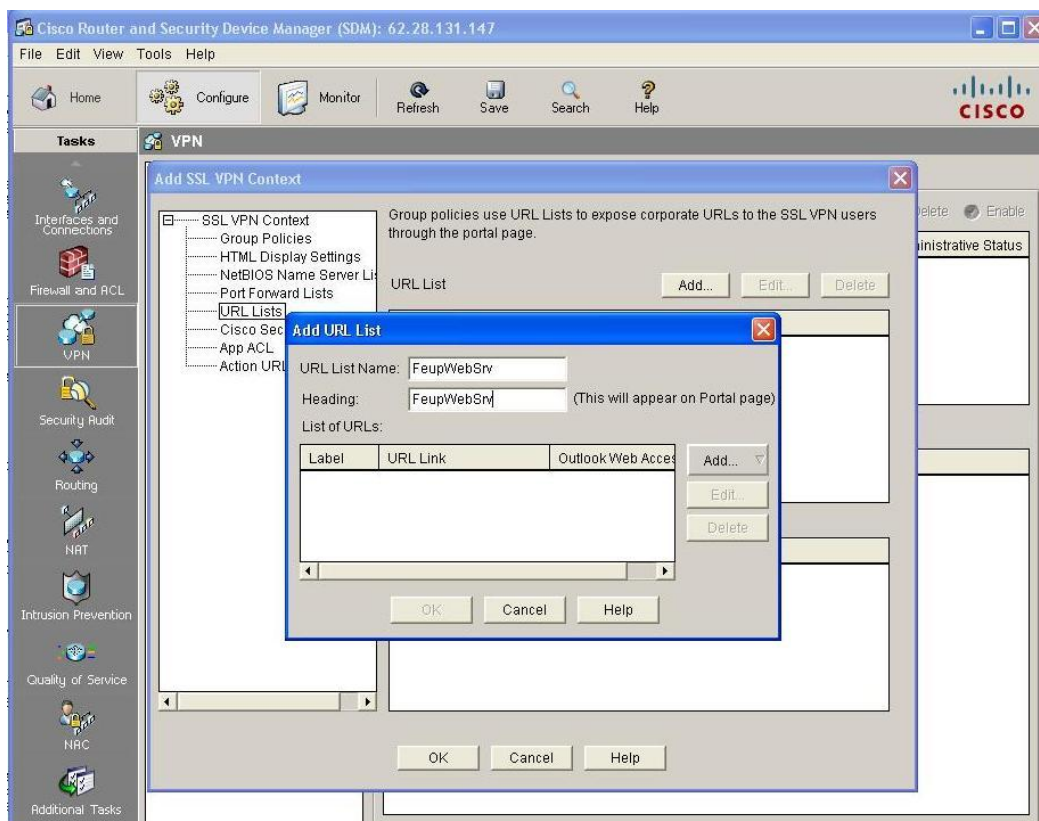 Cisco Router and Security Device Manager (SDM): 62.28.131.147
File Edit View Tools Help
Home Configure Monitor Refresh Save Search Help
CISCO
Tasks
VPN
Interfaces and Connections
Firewall and ACL
VPN
Security Audit
Routing
NAT
Intrusion Prevention
Quality of Service
NAC
Additional Tasks
Enable
Add SSL VPN Context
SSL VPN Context
Group Policies
HTML Display Settings
NetBIOS Name Server Li
Port Forward Lists
URL Lists
Cisco Sec
App ACL
Action URL
Group policies use URL Lists to expose corporate URLs to the SSL VPN users
through the portal page.
URL List Add... Edit... Delete
Status
Add URL List
URL List Name: FeupWebSrv
Heading: FeupWebSrv (This will appear on Portal page)
List of URLs:
Label URL Link Outlook Web Acces
Add...
Edit...
Delete
OK Cancel Help
OK Cancel Help